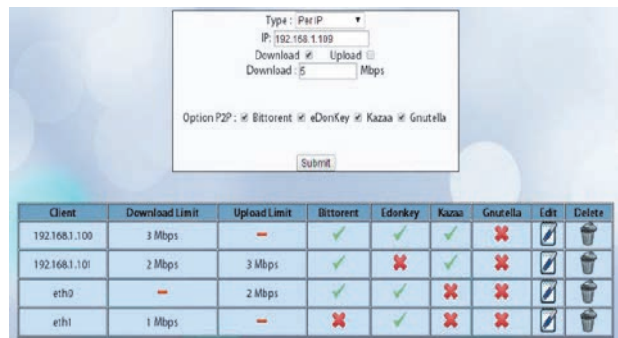 Type : Per IP
IP: 192.168.1.109
Download Upload
Download : 5 Mbps
Option P2P : Bittorent eDonKey Kazaa Gnutella
Submit
Client Download Limit Upload Limit Bittorent Edonkey Kazaa Gnutella Edit Delete
192.168.1.100 3 Mbps
192.168.1.101 2 Mbps 3 Mbps
eth0 2 Mbps
eth1 1 Mbps